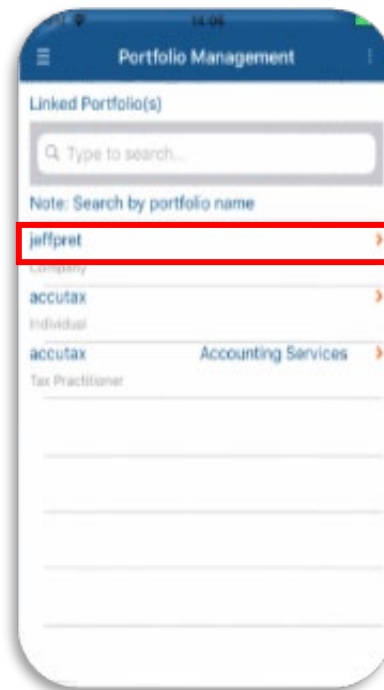 14:06
Portfolio Management
Linked Portfolio(s)
Type to search...
Note: Search by portfolio name
jeffpret
Company
accutax
Individual
accutax Accounting Services
Tax Practitioner